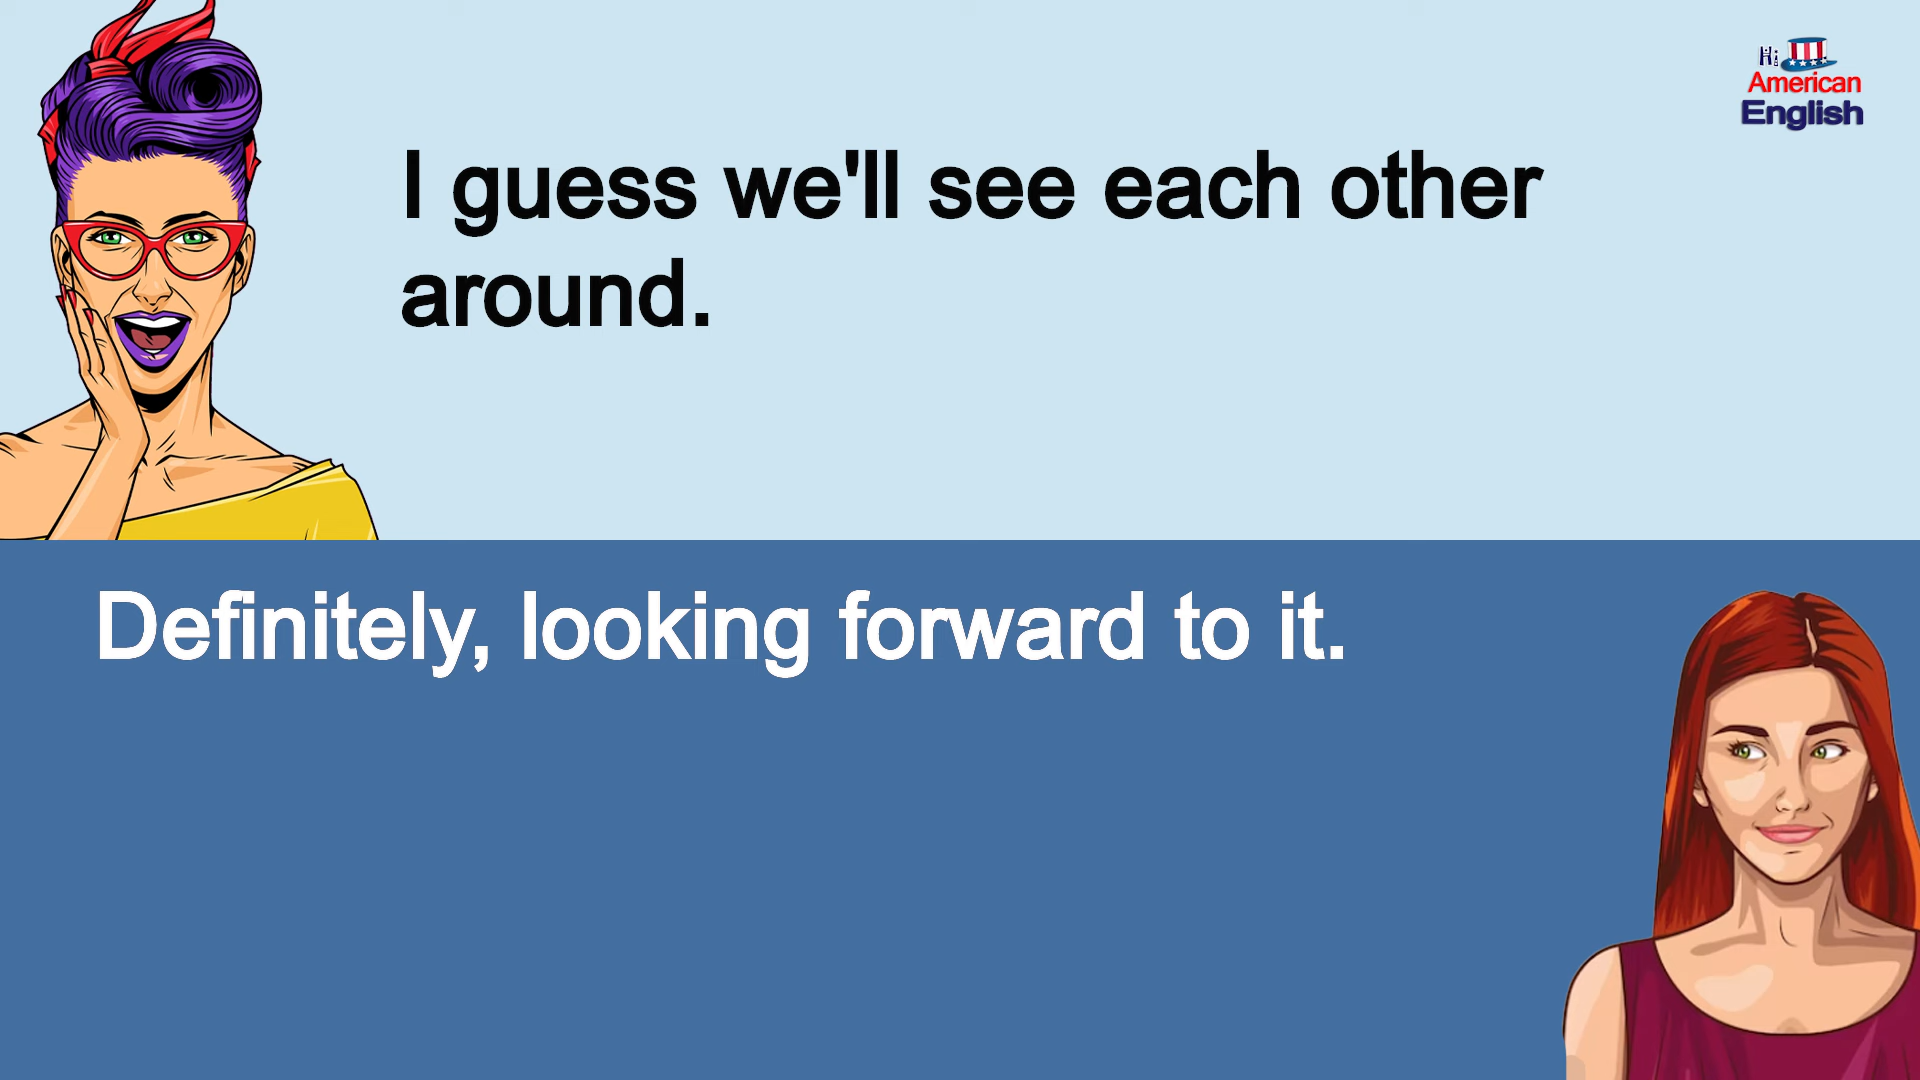 Hi
American
English
I guess we'll see each other
around.
Definitely, looking forward to it.